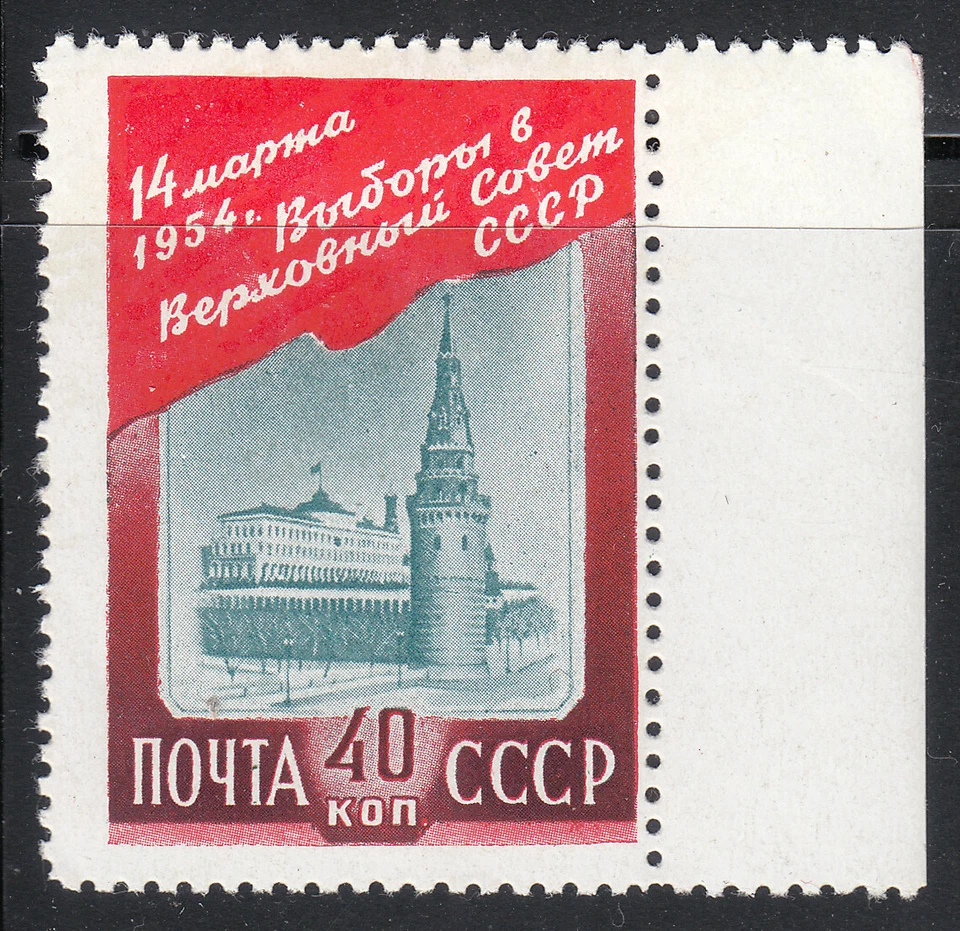 14 марта
1954 г. Выборы в
Верховный Совет
СССР
ПОЧТА 40 СССР
коп.